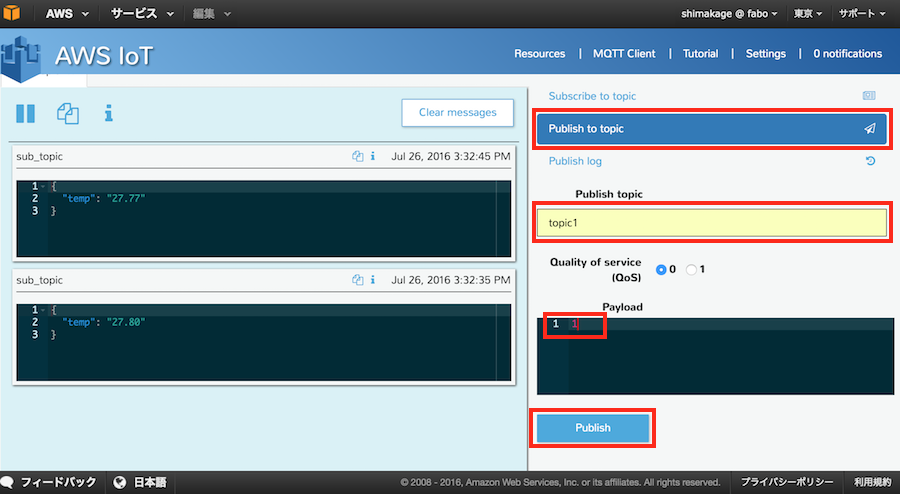 AWS サービス 編集 shimakage @ fabo 東京 サポート
AWS IoT Resources MQTT Client Tutorial Settings 0 notifications
Clear messages
sub_topic Jul 26, 2016 3:32:45 PM
1 {
2 "temp": "27.77"
3 }
sub_topic Jul 26, 2016 3:32:35 PM
1 {
2 "temp": "27.80"
3 }
Subscribe to topic
Publish to topic
Publish log
Publish topic
topic1
Quality of service 0 1
(QoS)
Payload
1 1
Publish
フィードバック 日本語 © 2008 - 2016, Amazon Web Services, Inc. or its affiliates. All rights reserved. プライバシーポリシー 利用規約